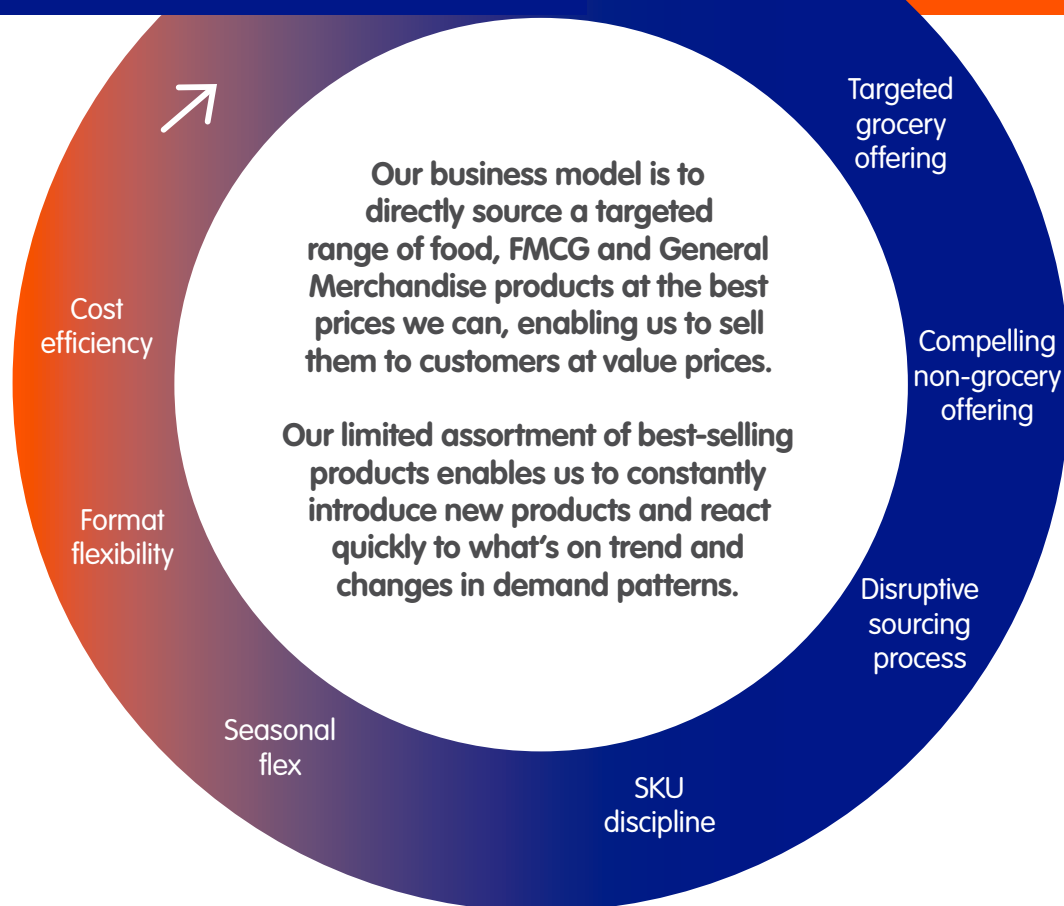 Targeted
grocery
offering
Compelling
non-grocery
offering
Disruptive
sourcing
process
SKU
discipline
Seasonal
flex
Format
flexibility
Cost
efficiency
Our business model is to
directly source a targeted
range of food, FMCG and General
Merchandise products at the best
prices we can, enabling us to sell
them to customers at value prices.
Our limited assortment of best-selling
products enables us to constantly
introduce new products and react
quickly to what’s on trend and
changes in demand patterns.